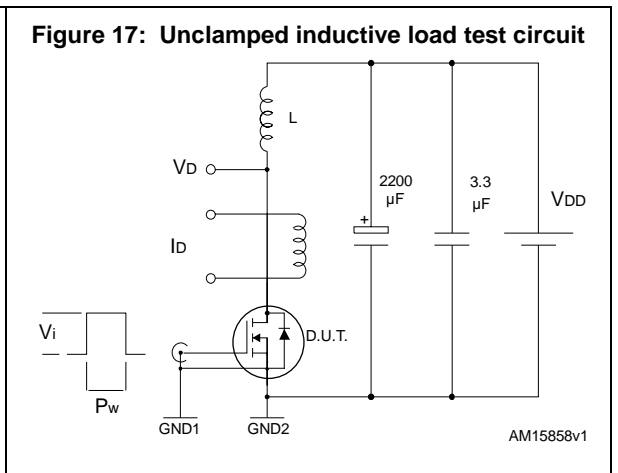 Figure 17: Unclamped inductive load test circuit
L
VD
2200
µF
3.3
µF
VDD
+
ID
Vi
D.U.T.
Pw
GND1
GND2
AM15858v1